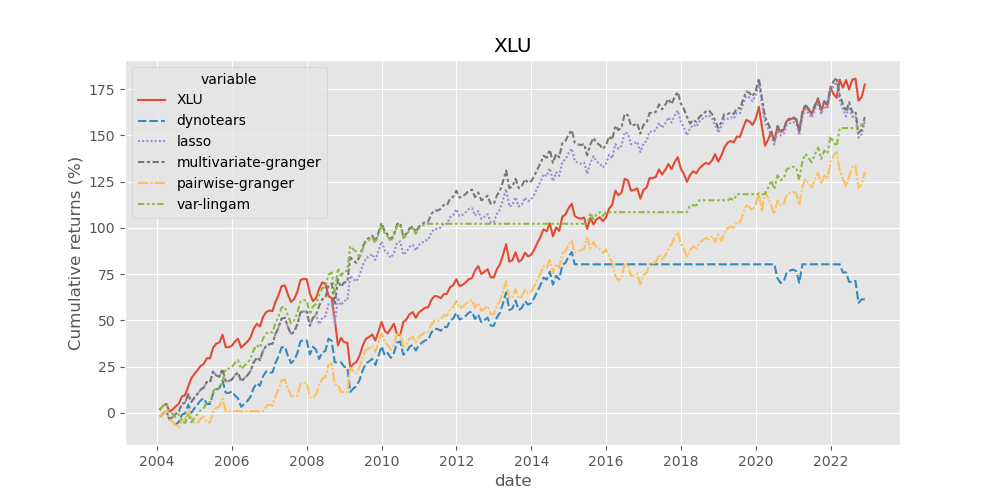 XLU
Cumulative returns (%)
175
150
125
100
75
50
25
0
variable
XLU
dynotears
lasso
multivariate-granger
pairwise-granger
var-lingam
2004 2006 2008 2010 2012 2014 2016 2018 2020 2022
date